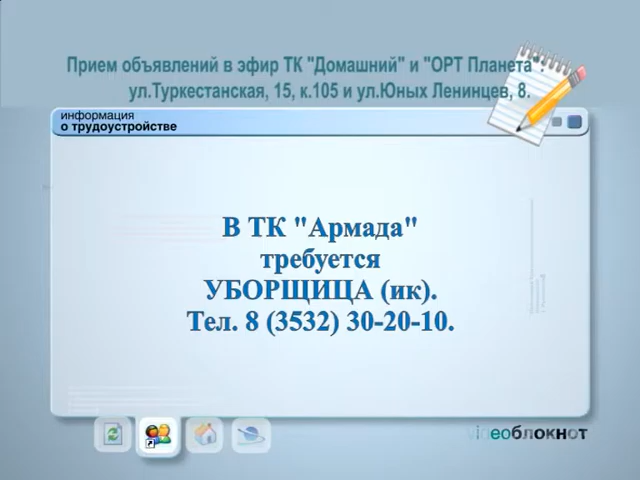 Прием объявлений в эфир ТК "Домашний" и "ОРТ Планета":
ул.Туркестанская, 15, к.105 и ул.Юных Ленинцев, 8.
информация
о трудоустройстве
В ТК "Армада"
требуется
УБОРЩИЦА (ик).
Тел. 8 (3532) 30-20-10.
videоблокнот